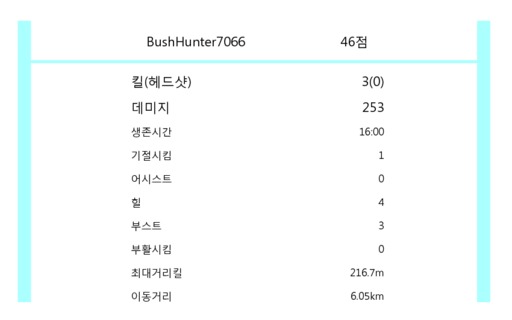 BushHunter7066 46점
킬(헤드샷) 3(0)
데미지 253
생존시간 16:00
기절시킴 1
어시스트 0
힐 4
부스트 3
부활시킴 0
최대거리킬 216.7m
이동거리 6.05km